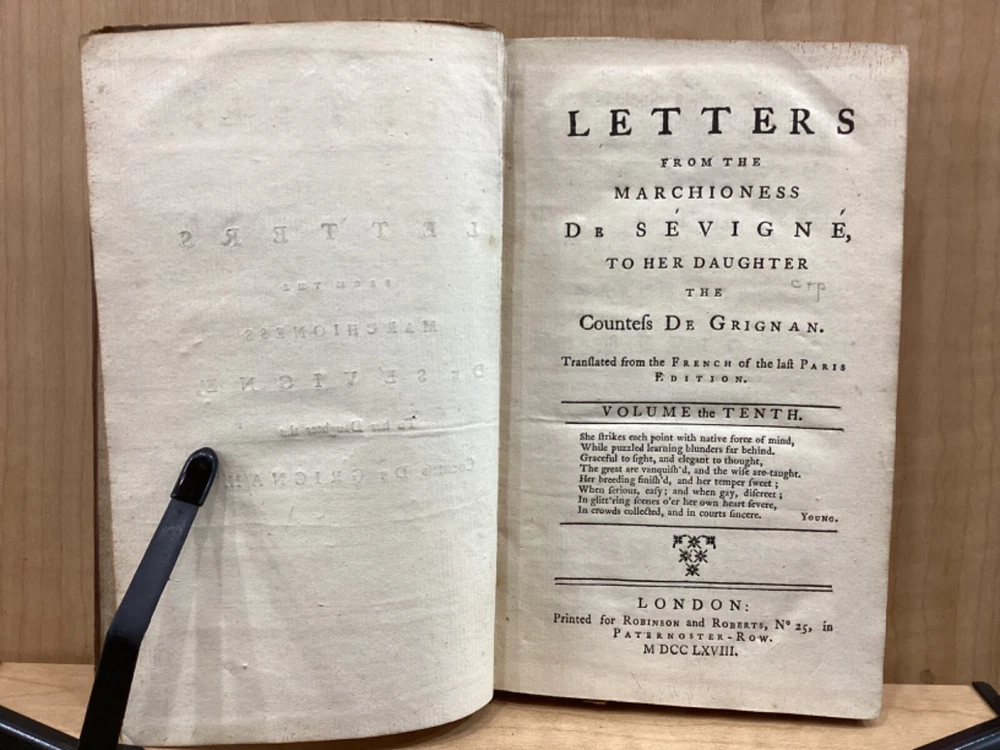 LETTERS
FROM THE
MARCHIONESS
DE SÉVIGNÉ,
TO HER DAUGHTER
THE
Counteſs DE GRIGNAN.
Tranſlated from the FRENCH of the laſt PARIS
EDITION.
VOLUME the TENTH.
She ſtrikes each point with native force of mind,
While puzzled learning blunders far behind.
Graceful to ſight, and elegant to thought,
The great are vanquiſh'd, and the wiſe are taught.
Her breeding finiſh'd, and her temper ſweet;
When ſerious, eaſy; and when gay, diſcreet;
In glitt'ring ſcenes o'er her own heart ſevere,
In crowds collected, and in courts ſincere. YOUNG.
LONDON:
Printed for ROBINSON and ROBERTS, Nº 25, in
PATERNOSTER-ROW.
M DCC LXVIII.